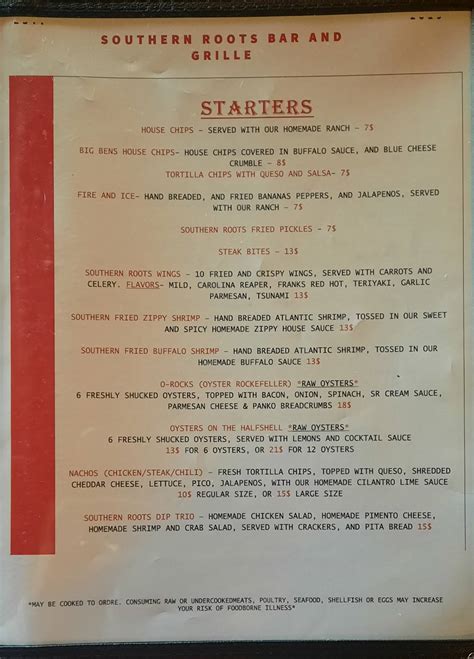 SOUTHERN ROOTS BAR AND
GRILLE
STARTERS
HOUSE CHIPS – SERVED WITH OUR HOMEMADE RANCH – 7$
BIG BENS HOUSE CHIPS- HOUSE CHIPS COVERED IN BUFFALO SAUCE, AND BLUE CHEESE
CRUMBLE – 8$
TORTILLA CHIPS WITH QUESO AND SALSA- 7$
FIRE AND ICE- HAND BREADED, AND FRIED BANANAS PEPPERS, AND JALAPENOS, SERVED
WITH OUR RANCH – 7$
SOUTHERN ROOTS FRIED PICKLES – 7$
STEAK BITES – 13$
SOUTHERN ROOTS WINGS – 10 FRIED AND CRISPY WINGS, SERVED WITH CARROTS AND
CELERY. FLAVORS- MILD, CAROLINA REAPER, FRANKS RED HOT, TERIYAKI, GARLIC
PARMESAN, TSUNAMI 13$
SOUTHERN FRIED ZIPPY SHRIMP – HAND BREADED ATLANTIC SHRIMP, TOSSED IN OUR SWEET
AND SPICY HOMEMADE ZIPPY HOUSE SAUCE 13$
SOUTHERN FRIED BUFFALO SHRIMP – HAND BREADED ATLANTIC SHRIMP, TOSSED IN OUR
HOMEMADE BUFFALO SAUCE 13$
O-ROCKS (OYSTER ROCKEFELLER) *RAW OYSTERS*
6 FRESHLY SHUCKED OYSTERS, TOPPED WITH BACON, ONION, SPINACH, SR CREAM SAUCE,
PARMESAN CHEESE & PANKO BREADCRUMBS 18$
OYSTERS ON THE HALFSHELL *RAW OYSTERS*
6 FRESHLY SHUCKED OYSTERS, SERVED WITH LEMONS AND COCKTAIL SAUCE
13$ FOR 6 OYSTERS, OR 21$ FOR 12 OYSTERS
NACHOS (CHICKEN/STEAK/CHILI) – FRESH TORTILLA CHIPS, TOPPED WITH QUESO, SHREDDED
CHEDDAR CHEESE, LETTUCE, PICO, JALAPENOS, WITH OUR HOMEMADE CILANTRO LIME SAUCE
10$ REGULAR SIZE, OR 15$ LARGE SIZE
SOUTHERN ROOTS DIP TRIO – HOMEMADE CHICKEN SALAD, HOMEMADE PIMENTO CHEESE,
HOMEMADE SHRIMP AND CRAB SALAD, SERVED WITH CRACKERS, AND PITA BREAD 15$
*MAY BE COOKED TO ORDRE. CONSUMING RAW OR UNDERCOOKEDMEATS, POULTRY, SEAFOOD, SHELLFISH OR EGGS MAY INCREASE
YOUR RISK OF FOODBORNE ILLNESS*